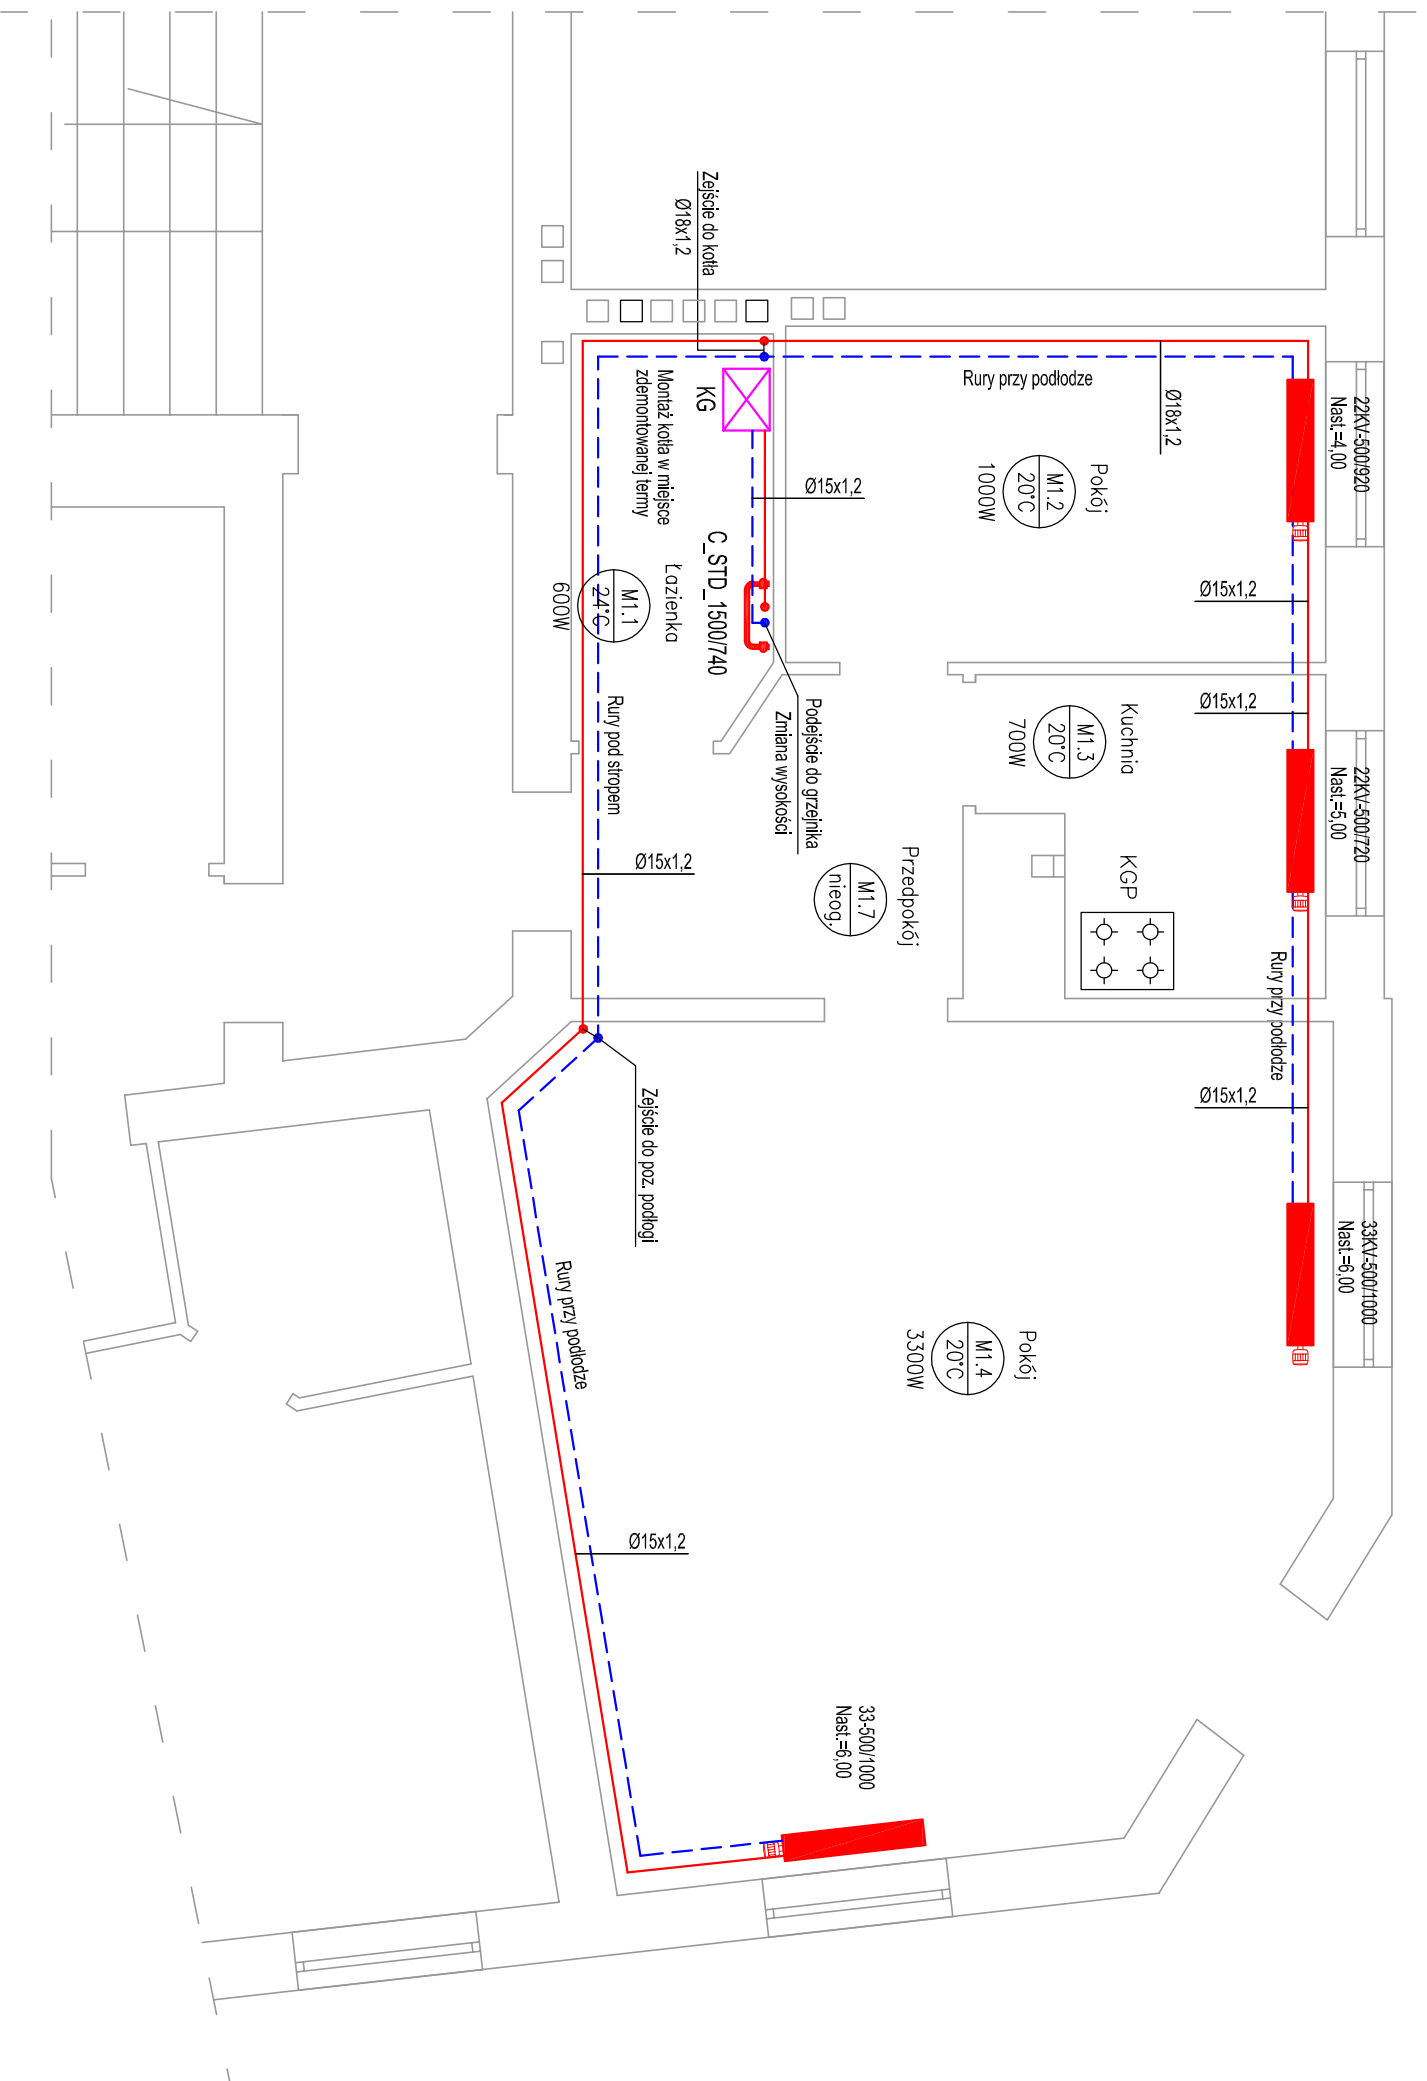 Zejście do kotła
Ø18x1,2
KG
Montaż kotła w miejsce
zdemontowanej termy
Rury przy podłodze
Ø18x1,2
22KV-500/920
Nast.=4,00
Pokój
M1.2
20°C
1000W
Ø15x1,2
C_STD_1500/740
Łazienka
M1.1
24°C
600W
Ø15x1,2
Ø15x1,2
Kuchnia
M1.3
20°C
700W
22KV-500/720
Nast.=5,00
Podejście do grzejnika
Zmiana wysokości
Rury pod stropem
Ø15x1,2
KGP
Przedpokój
M1.7
nieog.
Rury przy podłodze
Ø15x1,2
Zejście do poz. podłogi
33KV-500/1000
Nast.=6,00
Pokój
M1.4
20°C
3300W
Rury przy podłodze
Ø15x1,2
33-500/1000
Nast.=6,00